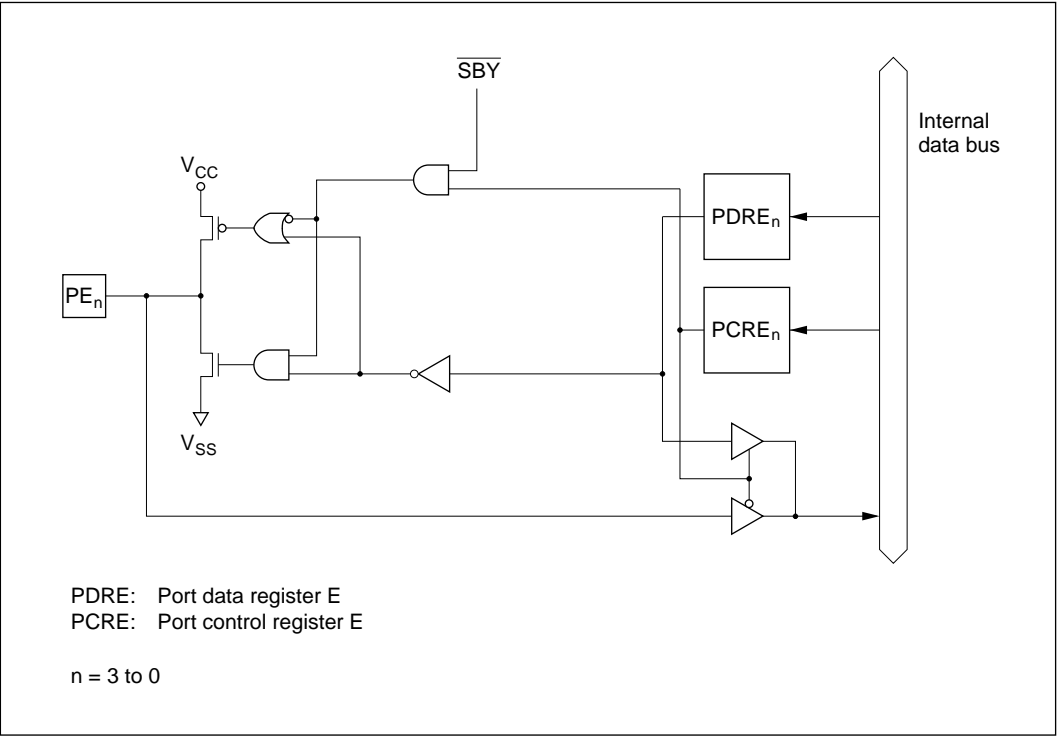 S̅B̅Y̅
Internal
data bus
VCC
PDREn
PEn
PCREn
VSS
PDRE: Port data register E
PCRE: Port control register E
n = 3 to 0